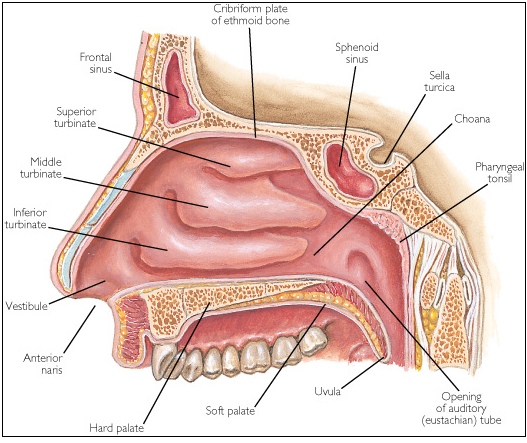 Cribriform plate
of ethmoid bone
Frontal
sinus
Sphenoid
sinus
Sella
turcica
Superior
turbinate
Choana
Middle
turbinate
Pharyngeal
tonsil
Inferior
turbinate
Vestibule
Anterior
naris
Uvula
Opening
of auditory
(eustachian) tube
Soft palate
Hard palate